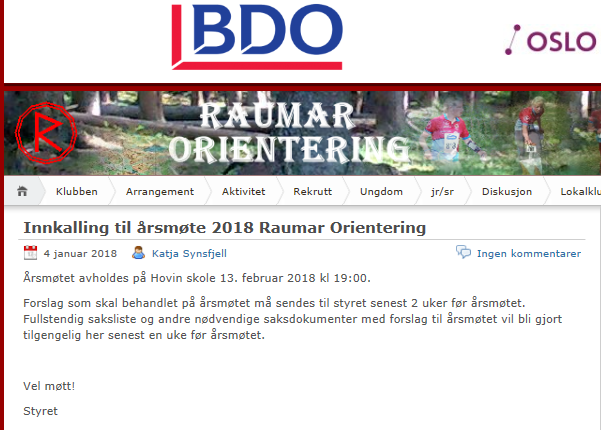 BDO
OSLO
R
RAUMAR
ORIENTERING
Klubben Arrangement Aktivitet Rekrutt Ungdom jr/sr Diskusjon Lokalklu
Innkalling til årsmøte 2018 Raumar Orientering
4 januar 2018 Katja Synsfjell Ingen kommentarer
Årsmøtet avholdes på Hovin skole 13. februar 2018 kl 19:00.
Forslag som skal behandlet på årsmøtet må sendes til styret senest 2 uker før årsmøtet.
Fullstendig saksliste og andre nødvendige saksdokumenter med forslag til årsmøtet vil bli gjort
tilgengelig her senest en uke før årsmøtet.
Vel møtt!
Styret